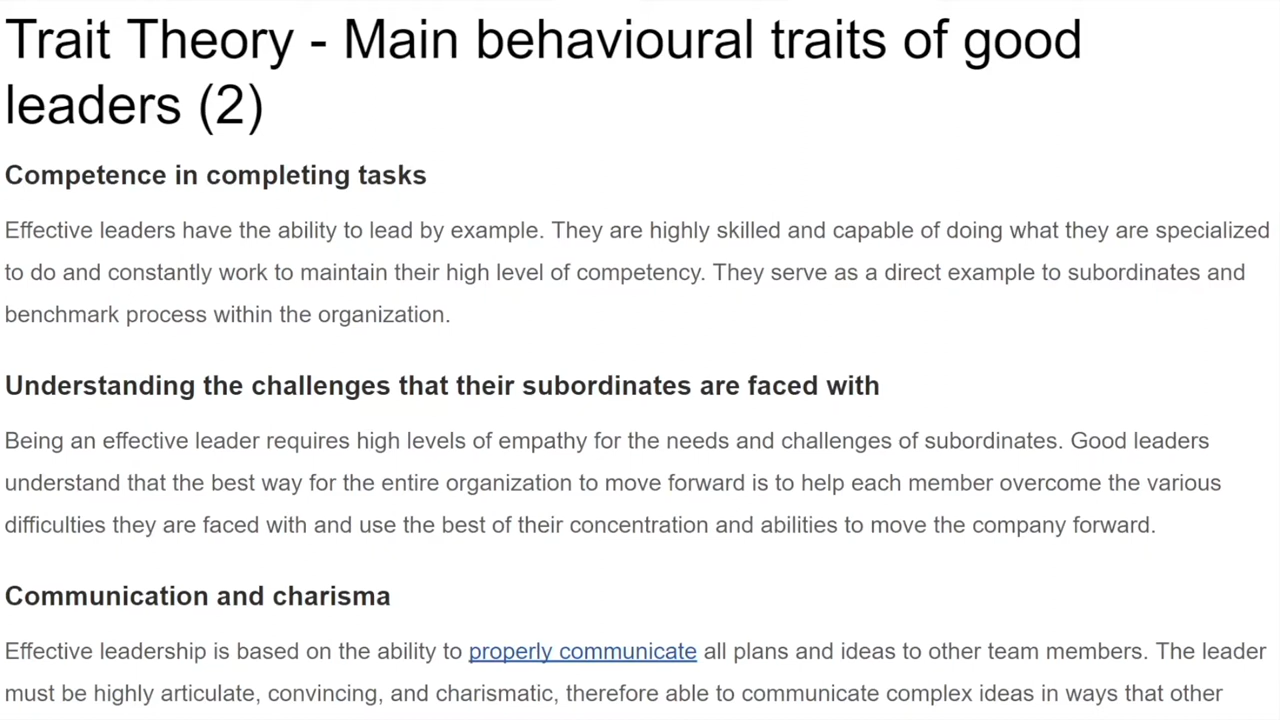 Trait Theory - Main behavioural traits of good
leaders (2)
Competence in completing tasks
Effective leaders have the ability to lead by example. They are highly skilled and capable of doing what they are specialized
to do and constantly work to maintain their high level of competency. They serve as a direct example to subordinates and
benchmark process within the organization.
Understanding the challenges that their subordinates are faced with
Being an effective leader requires high levels of empathy for the needs and challenges of subordinates. Good leaders
understand that the best way for the entire organization to move forward is to help each member overcome the various
difficulties they are faced with and use the best of their concentration and abilities to move the company forward.
Communication and charisma
Effective leadership is based on the ability to properly communicate all plans and ideas to other team members. The leader
must be highly articulate, convincing, and charismatic, therefore able to communicate complex ideas in ways that other